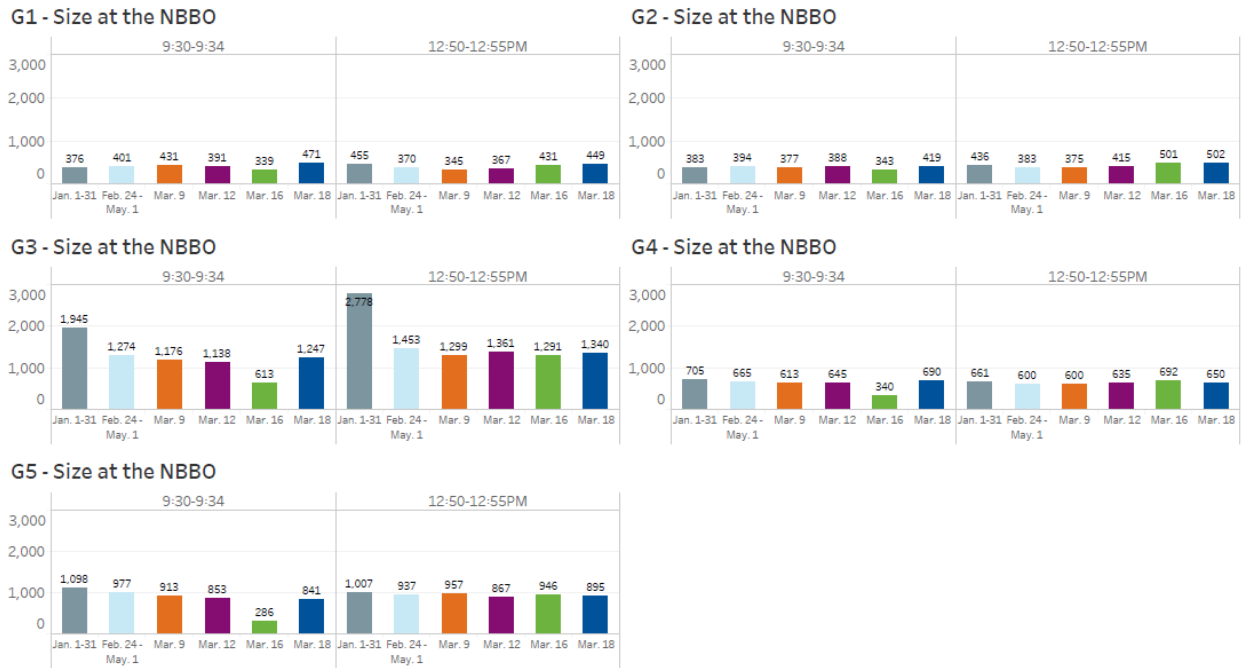 G1 - Size at the NBBO
9:30-9:34 12:50-12:55PM
3,000
2,000
1,000
0
376 401 431 391 339 471 455 370 345 367 431 449
Jan. 1-31 Feb. 24 - Mar. 9 Mar. 12 Mar. 16 Mar. 18 Jan. 1-31 Feb. 24 - Mar. 9 Mar. 12 Mar. 16 Mar. 18
May. 1 May. 1
G2 - Size at the NBBO
9:30-9:34 12:50-12:55PM
3,000
2,000
1,000
0
383 394 377 388 343 419 436 383 375 415 501 502
Jan. 1-31 Feb. 24 - Mar. 9 Mar. 12 Mar. 16 Mar. 18 Jan. 1-31 Feb. 24 - Mar. 9 Mar. 12 Mar. 16 Mar. 18
May. 1 May. 1
G3 - Size at the NBBO
9:30-9:34 12:50-12:55PM
3,000
2,000
1,000
0
1,945 1,274 1,176 1,138 613 1,247 2,778 1,453 1,299 1,361 1,291 1,340
Jan. 1-31 Feb. 24 - Mar. 9 Mar. 12 Mar. 16 Mar. 18 Jan. 1-31 Feb. 24 - Mar. 9 Mar. 12 Mar. 16 Mar. 18
May. 1 May. 1
G4 - Size at the NBBO
9:30-9:34 12:50-12:55PM
3,000
2,000
1,000
0
705 665 613 645 340 690 661 600 600 635 692 650
Jan. 1-31 Feb. 24 - Mar. 9 Mar. 12 Mar. 16 Mar. 18 Jan. 1-31 Feb. 24 - Mar. 9 Mar. 12 Mar. 16 Mar. 18
May. 1 May. 1
G5 - Size at the NBBO
9:30-9:34 12:50-12:55PM
3,000
2,000
1,000
0
1,098 977 913 853 286 841 1,007 937 957 867 946 895
Jan. 1-31 Feb. 24 - Mar. 9 Mar. 12 Mar. 16 Mar. 18 Jan. 1-31 Feb. 24 - Mar. 9 Mar. 12 Mar. 16 Mar. 18
May. 1 May. 1